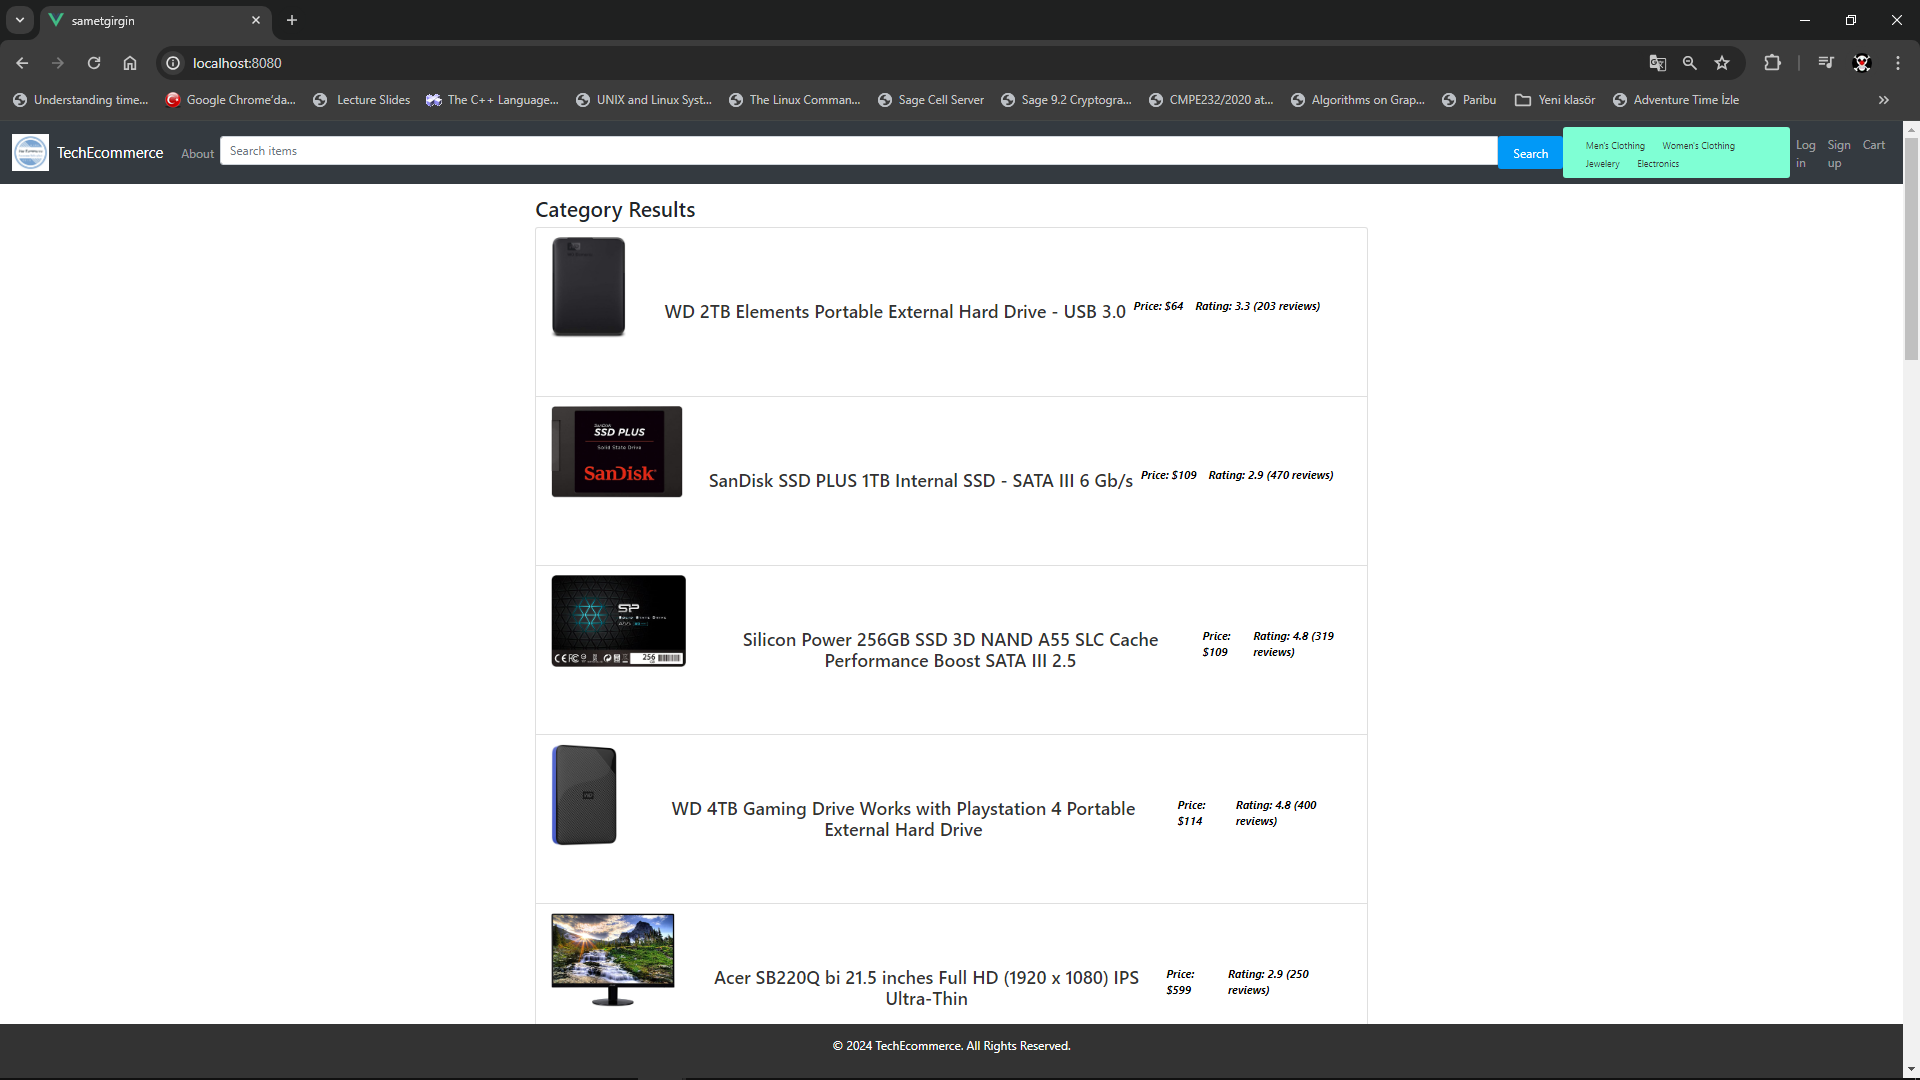 sametgirgin
localhost:8080
Understanding time...
Google Chrome'da...
Lecture Slides
The C++ Language...
UNIX and Linux Syst...
The Linux Comman...
Sage Cell Server
Sage 9.2 Cryptogra...
CMPE232/2020 at...
Algorithms on Grap...
Paribu
Yeni klasör
Adventure Time İzle
TechEcommerce
About
Search items
Search
Men's Clothing Women's Clothing
Jewelery Electronics
Log in
Sign up
Cart
Category Results
WD 2TB Elements Portable External Hard Drive - USB 3.0
Price: $64
Rating: 3.3 (203 reviews)
SSD PLUS
Solid State Drive
SanDisk
SanDisk SSD PLUS 1TB Internal SSD - SATA III 6 Gb/s
Price: $109
Rating: 2.9 (470 reviews)
SP
256
Silicon Power 256GB SSD 3D NAND A55 SLC Cache
Performance Boost SATA III 2.5
Price:
$109
Rating: 4.8 (319
reviews)
WD 4TB Gaming Drive Works with Playstation 4 Portable
External Hard Drive
Price:
$114
Rating: 4.8 (400
reviews)
Acer SB220Q bi 21.5 inches Full HD (1920 x 1080) IPS
Ultra-Thin
Price:
$599
Rating: 2.9 (250
reviews)
© 2024 TechEcommerce. All Rights Reserved.